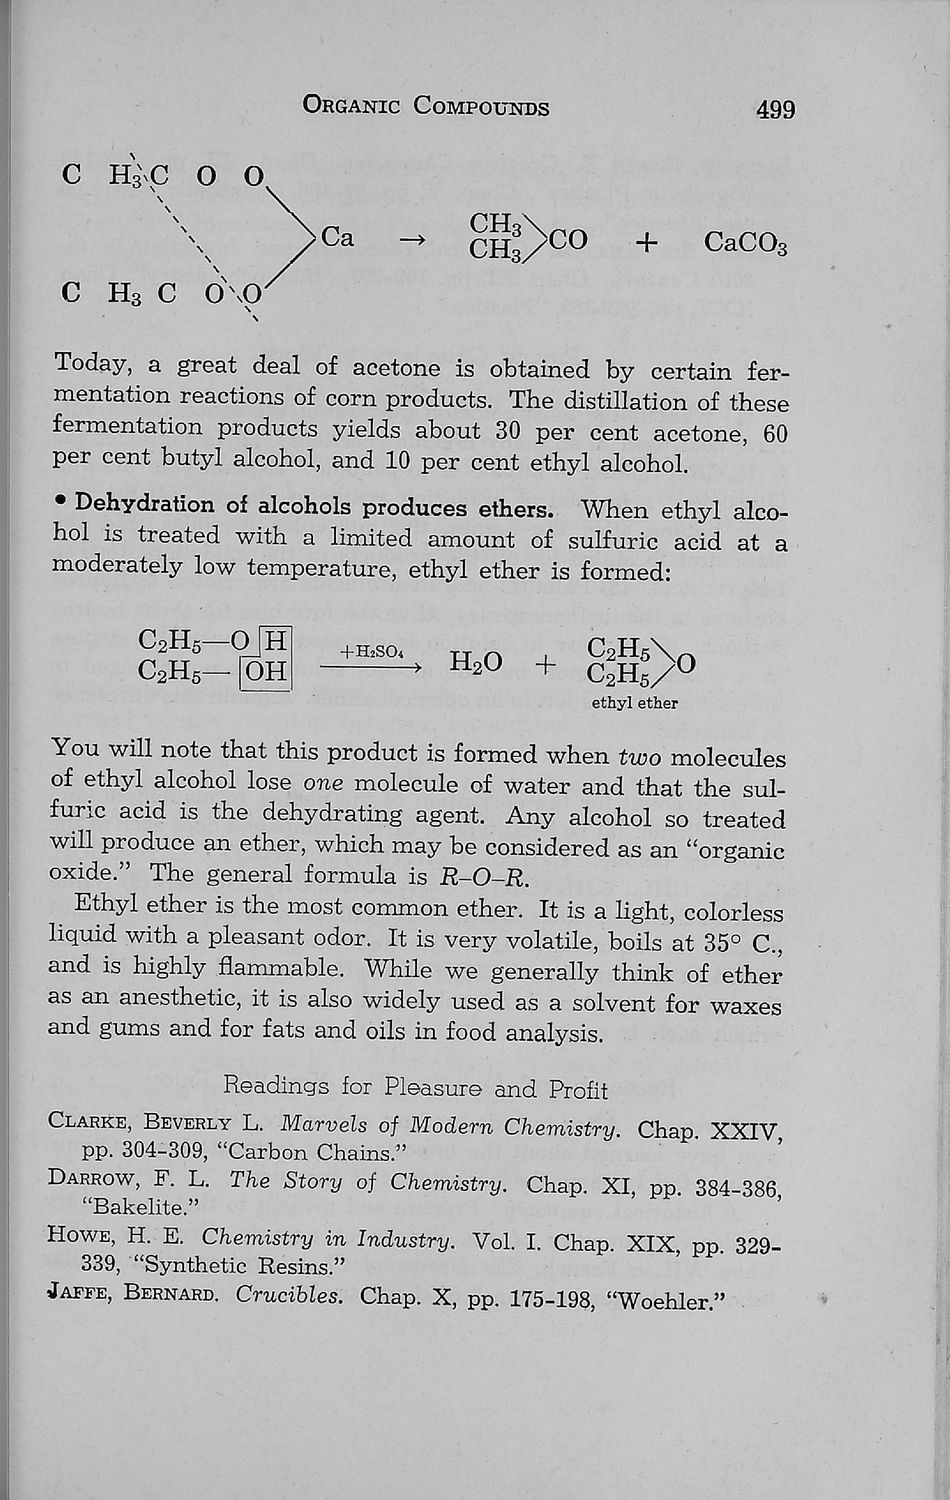 ORGANIC COMPOUNDS 499
C H₃ C O O
Ca → CH₃ CH₃ >CO + CaCO₃
C H₃ C O O
Today, a great deal of acetone is obtained by certain fer-
mentation reactions of corn products. The distillation of these
fermentation products yields about 30 per cent acetone, 60
per cent butyl alcohol, and 10 per cent ethyl alcohol.
• Dehydration of alcohols produces ethers. When ethyl alco-
hol is treated with a limited amount of sulfuric acid at a
moderately low temperature, ethyl ether is formed:
C₂H₅—O H
C₂H₅— OH +H₂SO₄ → H₂O + C₂H₅ C₂H₅ >O
ethyl ether
You will note that this product is formed when two molecules
of ethyl alcohol lose one molecule of water and that the sul-
furic acid is the dehydrating agent. Any alcohol so treated
will produce an ether, which may be considered as an “organic
oxide.” The general formula is R–O–R.
Ethyl ether is the most common ether. It is a light, colorless
liquid with a pleasant odor. It is very volatile, boils at 35° C.,
and is highly flammable. While we generally think of ether
as an anesthetic, it is also widely used as a solvent for waxes
and gums and for fats and oils in food analysis.
Readings for Pleasure and Profit
CLARKE, BEVERLY L. Marvels of Modern Chemistry. Chap. XXIV,
pp. 304–309, “Carbon Chains.”
DARROW, F. L. The Story of Chemistry. Chap. XI, pp. 384–386,
“Bakelite.”
HOWE, H. E. Chemistry in Industry. Vol. I. Chap. XIX, pp. 329–
339, “Synthetic Resins.”
JAFFE, BERNARD. Crucibles. Chap. X, pp. 175–198, “Woehler.”